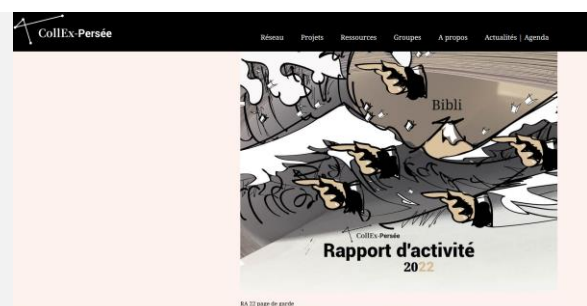 CollEx-Persée
Réseau Projets Ressources Groupes A propos Actualités | Agenda
Bibli
CollEx-Persée
Rapport d'activité
2022
RA 22 page de garde